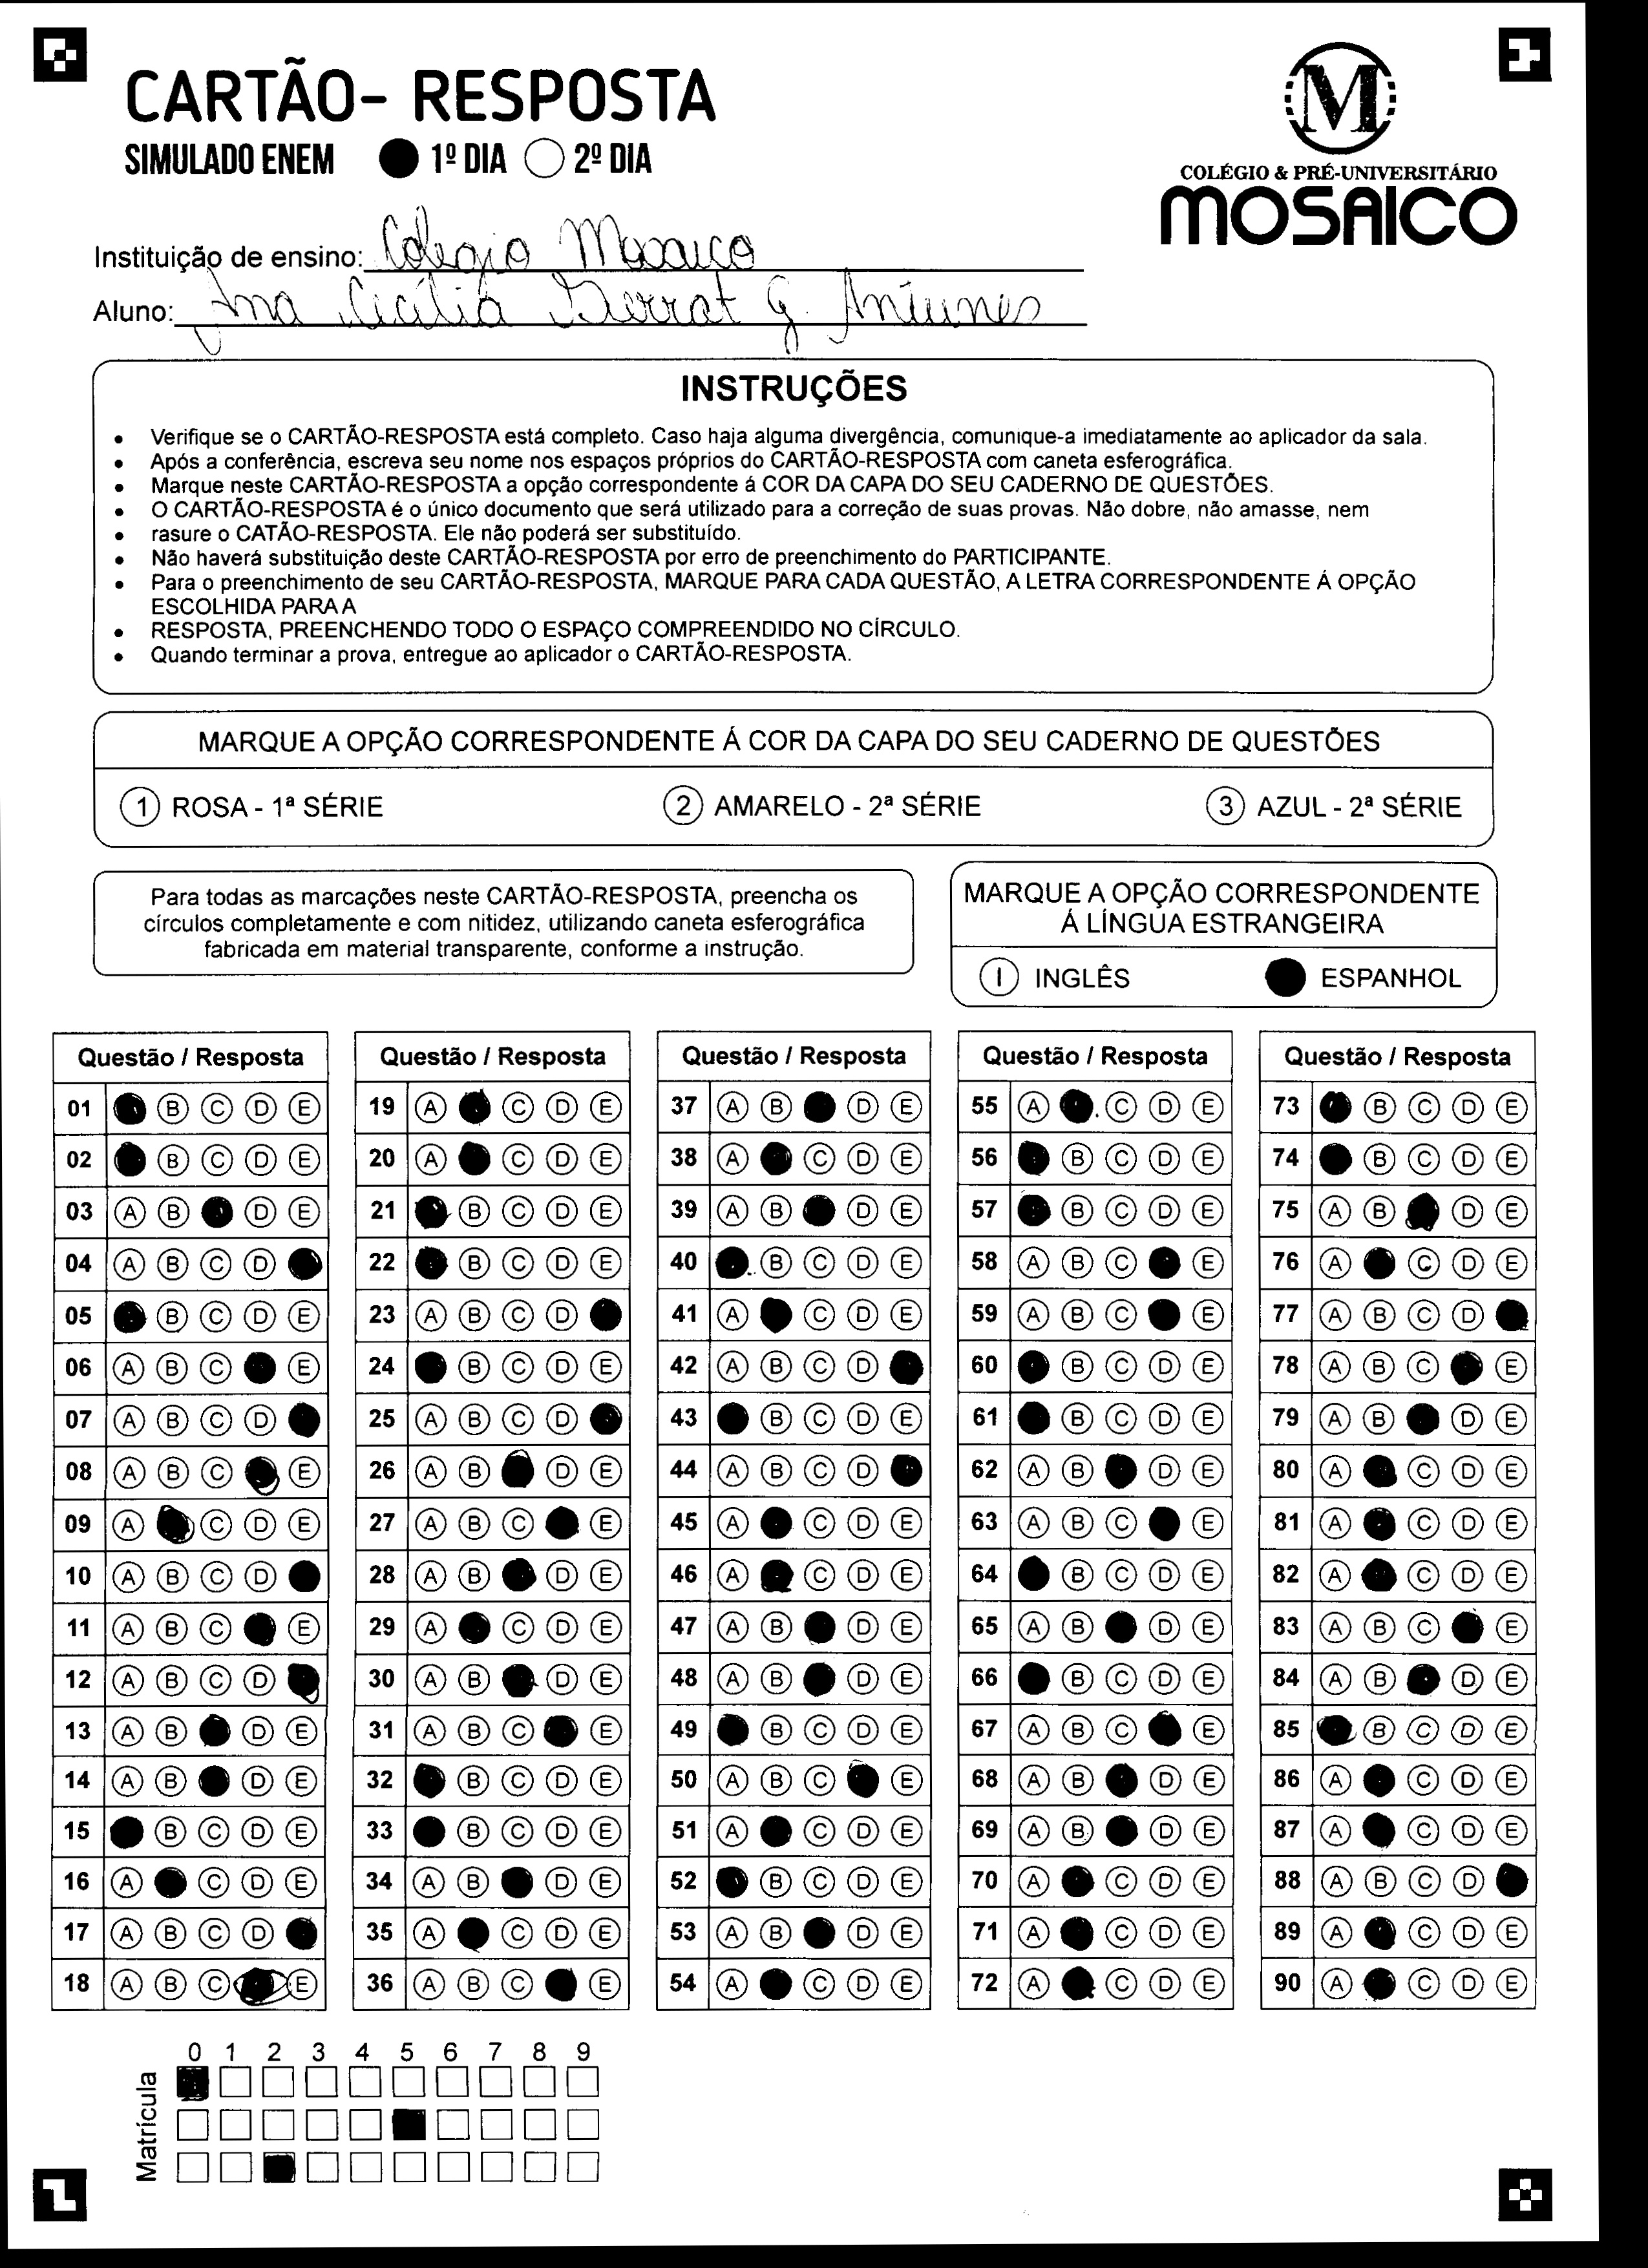 CARTÃO- RESPOSTA
SIMULADO ENEM 1º DIA 2º DIA
COLÉGIO & PRÉ-UNIVERSITÁRIO
MOSAICO
Instituição de ensino: Colegio Mosaico
Aluno: Ana Cecília G. Antunes
INSTRUÇÕES
• Verifique se o CARTÃO-RESPOSTA está completo. Caso haja alguma divergência, comunique-a imediatamente ao aplicador da sala.
• Após a conferência, escreva seu nome nos espaços próprios do CARTÃO-RESPOSTA com caneta esferográfica.
• Marque neste CARTÃO-RESPOSTA a opção correspondente á COR DA CAPA DO SEU CADERNO DE QUESTÕES.
• O CARTÃO-RESPOSTA é o único documento que será utilizado para a correção de suas provas. Não dobre, não amasse, nem
• rasure o CATÃO-RESPOSTA. Ele não poderá ser substituído.
• Não haverá substituição deste CARTÃO-RESPOSTA por erro de preenchimento do PARTICIPANTE.
• Para o preenchimento de seu CARTÃO-RESPOSTA, MARQUE PARA CADA QUESTÃO, A LETRA CORRESPONDENTE Á OPÇÃO
ESCOLHIDA PARA A
• RESPOSTA, PREENCHENDO TODO O ESPAÇO COMPREENDIDO NO CÍRCULO.
• Quando terminar a prova, entregue ao aplicador o CARTÃO-RESPOSTA.
MARQUE A OPÇÃO CORRESPONDENTE Á COR DA CAPA DO SEU CADERNO DE QUESTÕES
1 ROSA - 1ª SÉRIE 2 AMARELO - 2ª SÉRIE 3 AZUL - 2ª SÉRIE
Para todas as marcações neste CARTÃO-RESPOSTA, preencha os
círculos completamente e com nitidez, utilizando caneta esferográfica
fabricada em material transparente, conforme a instrução.
MARQUE A OPÇÃO CORRESPONDENTE
Á LÍNGUA ESTRANGEIRA
I INGLÊS ESPANHOL
Questão / Resposta Questão / Resposta Questão / Resposta Questão / Resposta Questão / Resposta
01 B C D E 19 A C D E 37 A B D E 55 A C D E 73 B C D E
02 B C D E 20 A C D E 38 A C D E 56 B C D E 74 B C D E
03 A B D E 21 B C D E 39 A B D E 57 B C D E 75 A B D E
04 A B C D 22 B C D E 40 B C D E 58 A B C E 76 A C D E
05 B C D E 23 A B C D 41 A C D E 59 A B C E 77 A B C D
06 A B C E 24 B C D E 42 A B C D 60 B C D E 78 A B C E
07 A B C D 25 A B C D 43 B C D E 61 B C D E 79 A B D E
08 A B C E 26 A B D E 44 A B C D 62 A B D E 80 A C D E
09 A C D E 27 A B C E 45 A C D E 63 A B C E 81 A C D E
10 A B C D 28 A B D E 46 A C D E 64 B C D E 82 A C D E
11 A B C E 29 A C D E 47 A B D E 65 A B D E 83 A B C E
12 A B C D 30 A B D E 48 A B D E 66 B C D E 84 A B D E
13 A B D E 31 A B C E 49 B C D E 67 A B C E 85 B C D E
14 A B D E 32 B C D E 50 A B C E 68 A B D E 86 A C D E
15 B C D E 33 B C D E 51 A C D E 69 A B D E 87 A C D E
16 A C D E 34 A B D E 52 B C D E 70 A C D E 88 A B C D
17 A B C D 35 A C D E 53 A B D E 71 A C D E 89 A C D E
18 A B C E 36 A B C E 54 A C D E 72 A C D E 90 A C D E
0 1 2 3 4 5 6 7 8 9
Matrícula